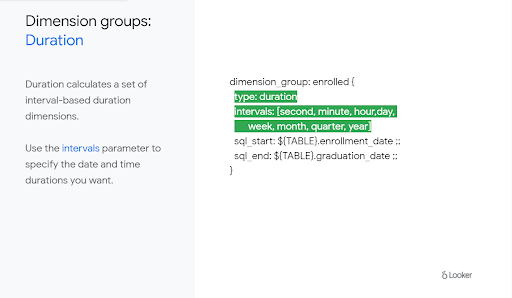 Dimension groups:
Duration
Duration calculates a set of
interval-based duration
dimensions.
Use the intervals parameter to
specify the date and time
durations you want.
dimension_group: enrolled {
type: duration
intervals: [second, minute, hour,day,
week, month, quarter, year]
sql_start: ${TABLE}.enrollment_date ;;
sql_end: ${TABLE}.graduation_date ;;
}
Looker